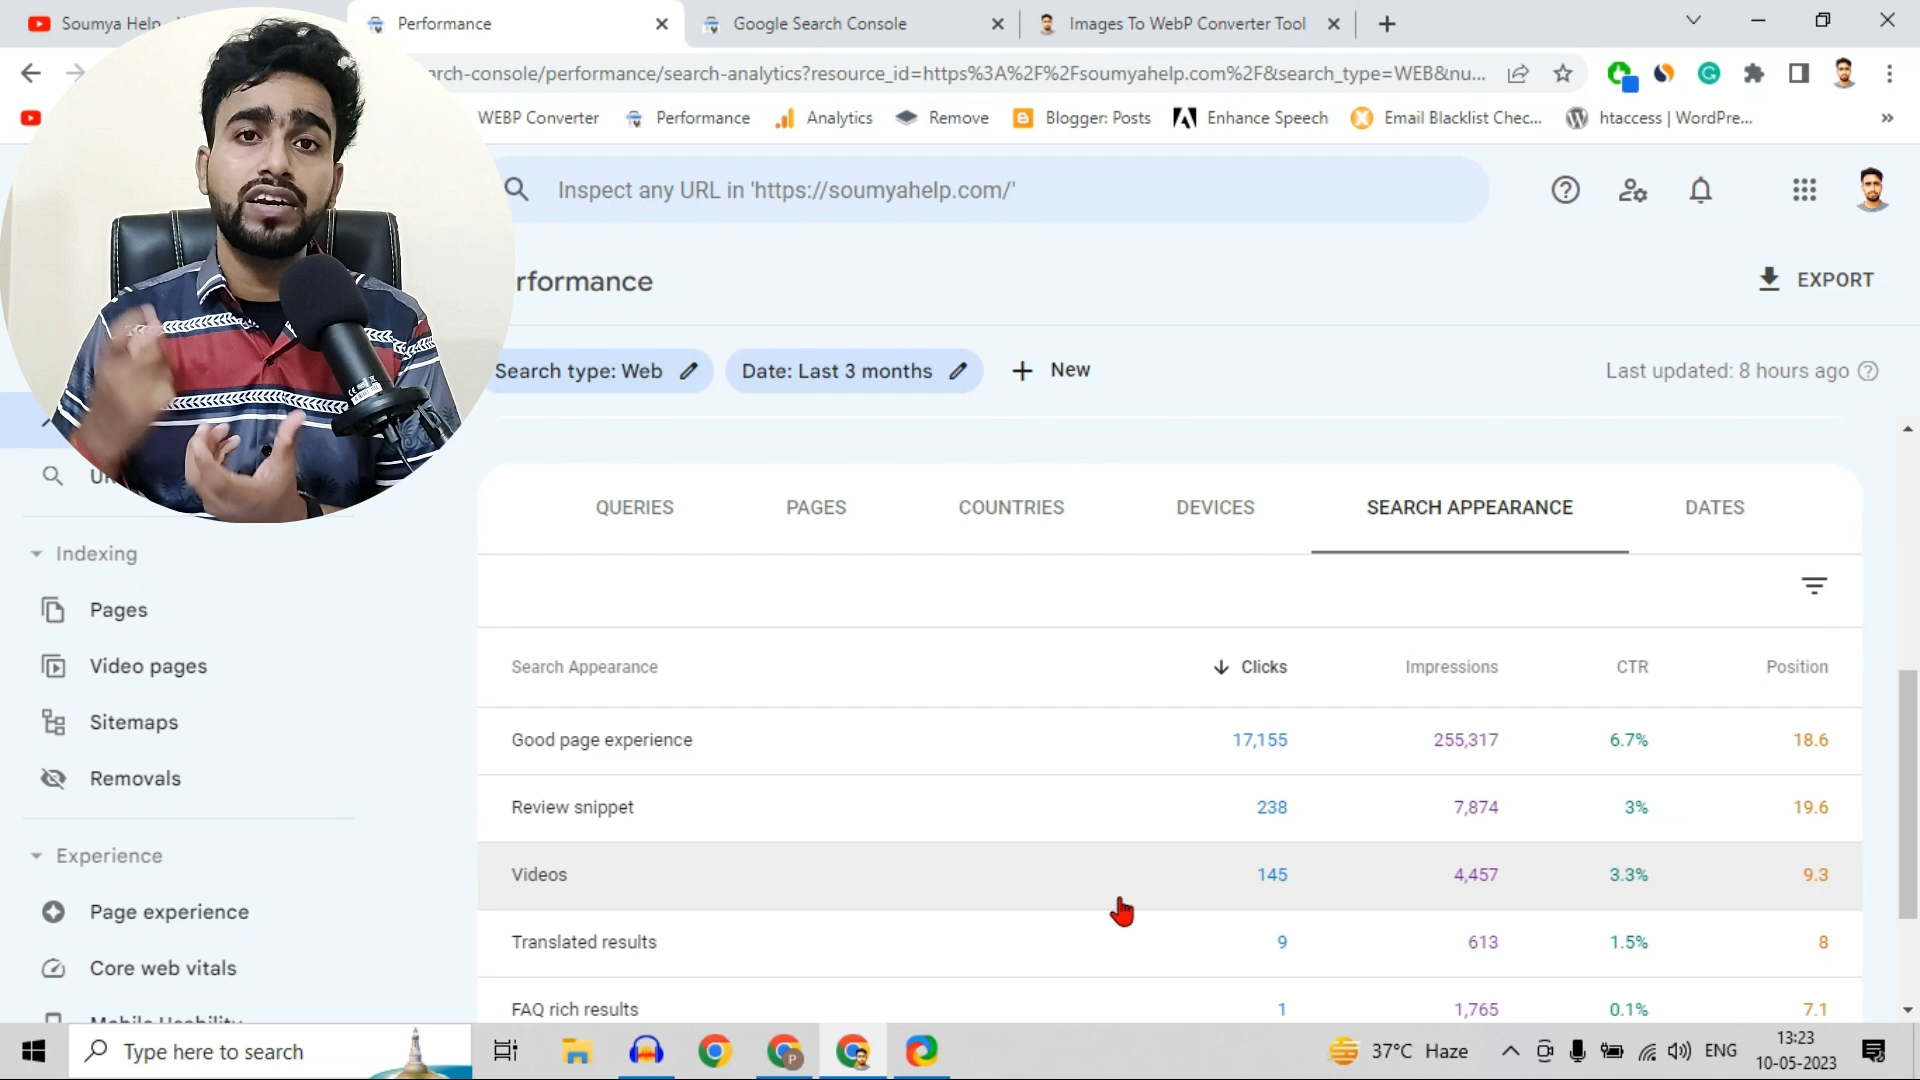 Soumya Help
Performance
Google Search Console
Images To WebP Converter Tool
arch-console/performance/search-analytics?resource_id=https%3A%2F%2Fsoumyahelp.com%2F&search_type=WEB&nu...
WEBP Converter
Performance
Analytics
Remove
Blogger: Posts
Enhance Speech
Email Blacklist Chec...
htaccess | WordPre...
»
Inspect any URL in 'https://soumyahelp.com/'
rformance
EXPORT
Search type: Web
Date: Last 3 months
+ New
Last updated: 8 hours ago
QUERIES
PAGES
COUNTRIES
DEVICES
SEARCH APPEARANCE
DATES
Indexing
Pages
Video pages
Sitemaps
Removals
Experience
Page experience
Core web vitals
Mobile Usability
Search Appearance Clicks Impressions CTR Position
Good page experience 17,155 255,317 6.7% 18.6
Review snippet 238 7,874 3% 19.6
Videos 145 4,457 3.3% 9.3
Translated results 9 613 1.5% 8
FAQ rich results 1 1,765 0.1% 7.1
Type here to search
P
37°C Haze
ENG
13:23
10-05-2023